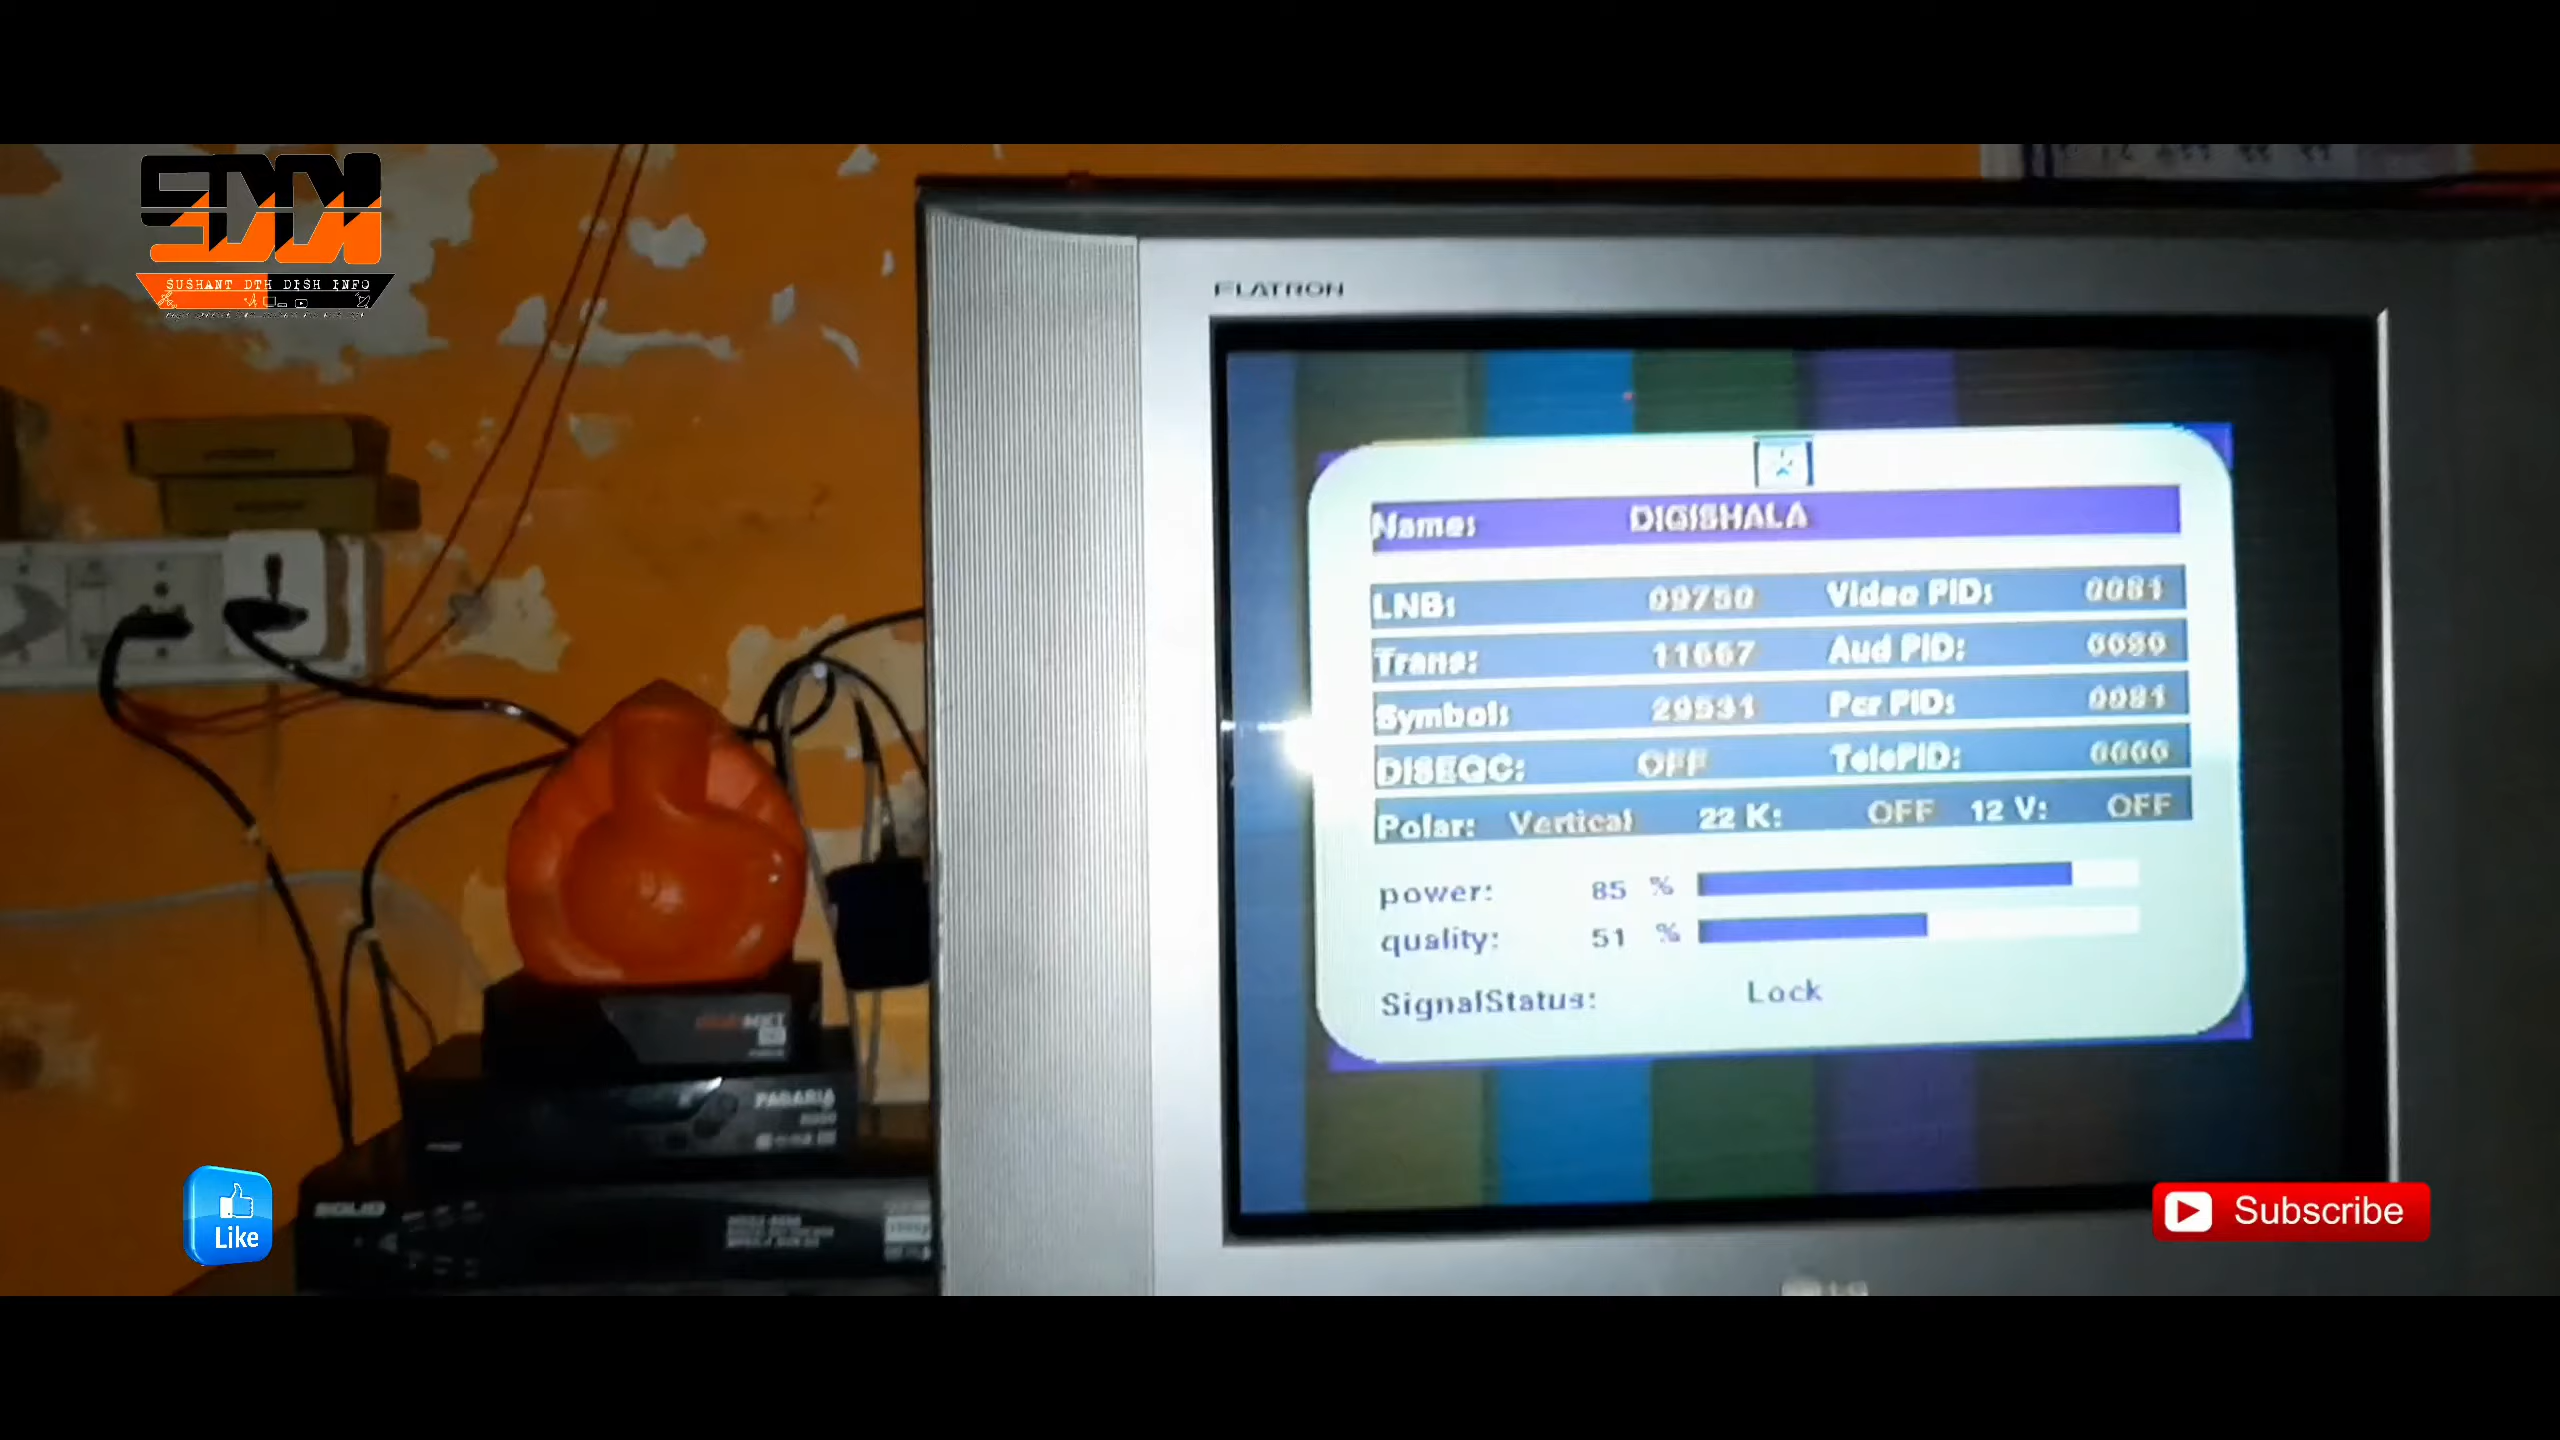 SUSHANT DTH DISH INFO
FLATRON
Name: DIGISHALA
LNB: 09750 Video PID: 0081
Trans: 11667 Aud PID: 0080
Symbol: 29531 Pcr PID: 0081
DISEQC: OFF TelePID: 0000
Polar: Vertical 22 K: OFF 12 V: OFF
power: 85 %
quality: 51 %
SignalStatus: Lock
PAGARIA
SOLID
Like
Subscribe